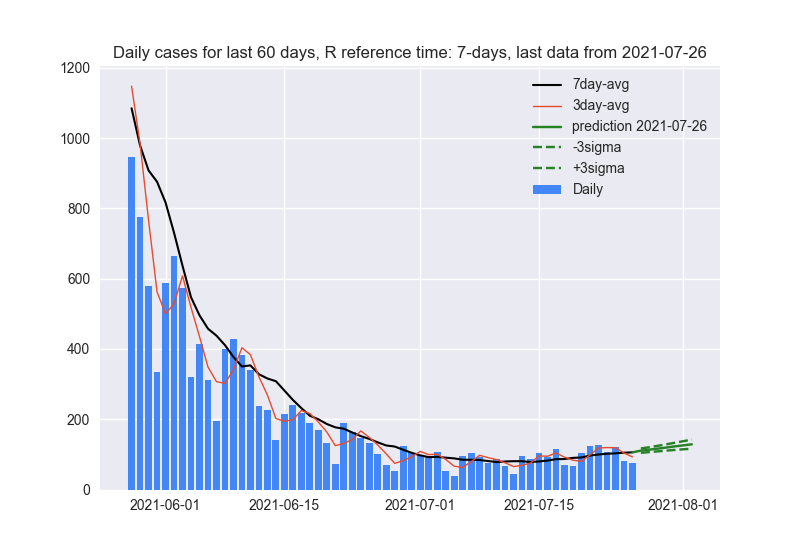 Daily cases for last 60 days, R reference time: 7-days, last data from 2021-07-26
1200
1000
800
600
400
200
0
7day-avg
3day-avg
prediction 2021-07-26
-3sigma
+3sigma
Daily
2021-06-01
2021-06-15
2021-07-01
2021-07-15
2021-08-01